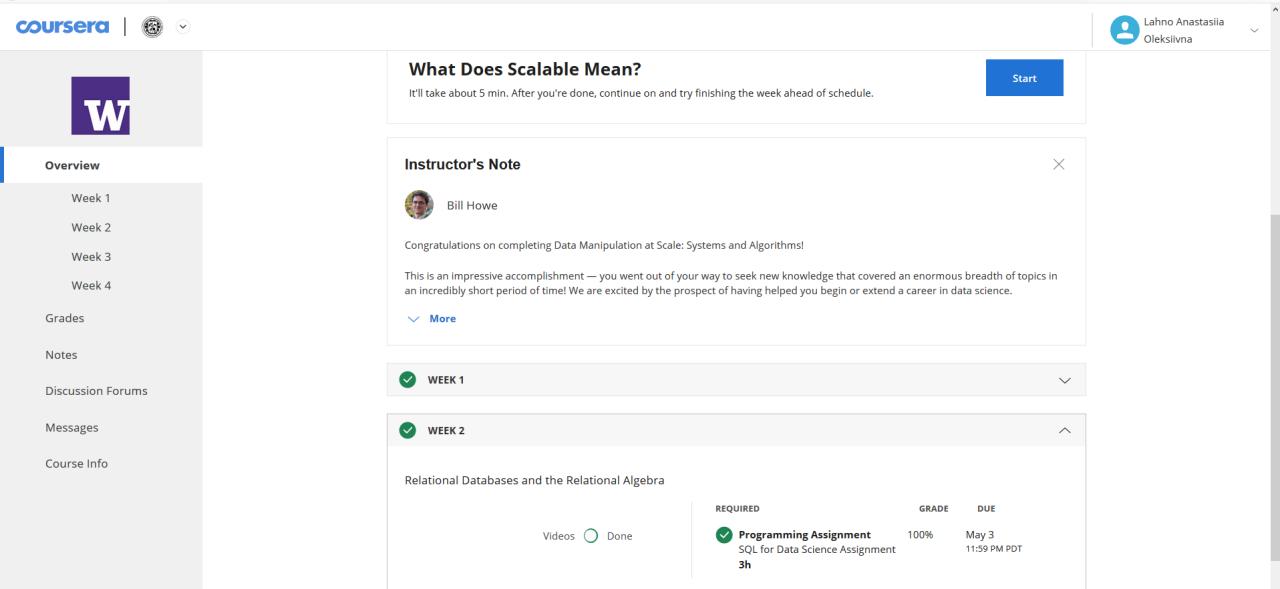 coursera
Lahno Anastasiia
Oleksiivna
W
What Does Scalable Mean?
It'll take about 5 min. After you're done, continue on and try finishing the week ahead of schedule.
Start
Overview
Week 1
Week 2
Week 3
Week 4
Grades
Notes
Discussion Forums
Messages
Course Info
Instructor's Note
Bill Howe
Congratulations on completing Data Manipulation at Scale: Systems and Algorithms!
This is an impressive accomplishment — you went out of your way to seek new knowledge that covered an enormous breadth of topics in
an incredibly short period of time! We are excited by the prospect of having helped you begin or extend a career in data science.
More
WEEK 1
WEEK 2
Relational Databases and the Relational Algebra
Videos Done
REQUIRED GRADE DUE
Programming Assignment 100% May 3
SQL for Data Science Assignment 11:59 PM PDT
3h